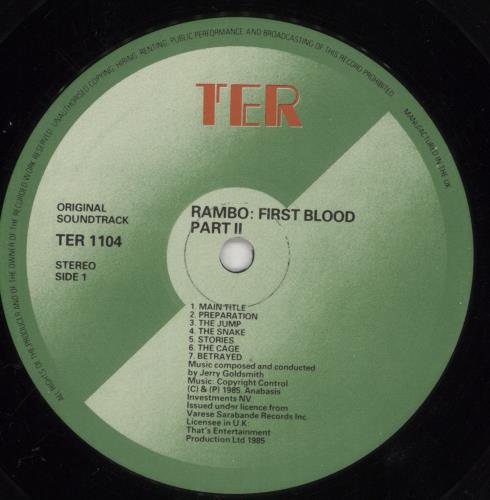 ALL RIGHTS OF THE PRODUCER AND OF THE OWNER OF THE RECORDED WORK RESERVED. UNAUTHORISED COPYING, HIRING, RENTING, PUBLIC PERFORMANCE AND BROADCASTING OF THIS RECORD PROHIBITED.
MANUFACTURED IN THE UK
TER
ORIGINAL
SOUNDTRACK
TER 1104
STEREO
SIDE 1
RAMBO: FIRST BLOOD
PART II
1. MAIN TITLE
2. PREPARATION
3. THE JUMP
4. THE SNAKE
5. STORIES
6. THE CAGE
7. BETRAYED
Music composed and conducted
by Jerry Goldsmith
Music: Copyright Control
(C) & (P) 1985. Anabasis
Investments NV
Issued under licence from
Varese Sarabande Records Inc.
Licensee in U.K:
That's Entertainment
Production Ltd 1985